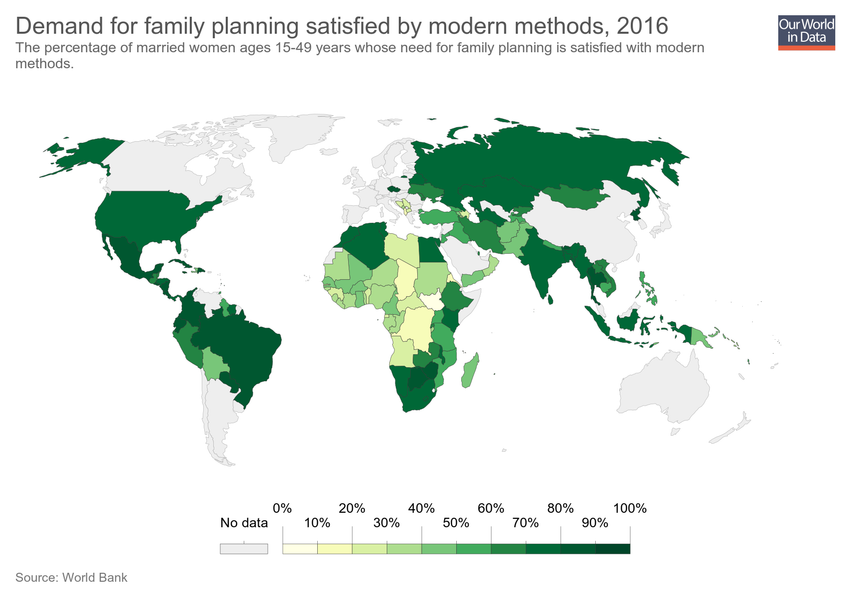 Demand for family planning satisfied by modern methods, 2016
Our World
in Data
The percentage of married women ages 15-49 years whose need for family planning is satisfied with modern
methods.
0% 20% 40% 60% 80% 100%
No data 10% 30% 50% 70% 90%
Source: World Bank